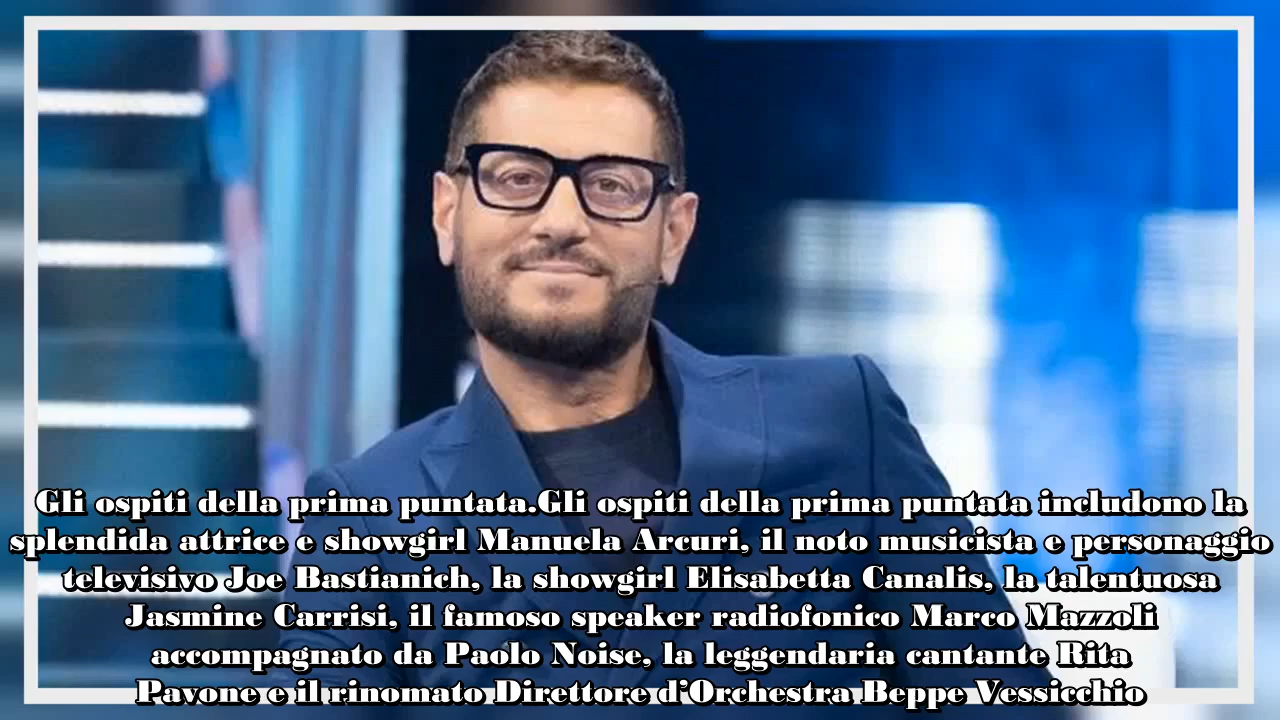 Gli ospiti della prima puntata.Gli ospiti della prima puntata includono la
splendida attrice e showgirl Manuela Arcuri, il noto musicista e personaggio
televisivo Joe Bastianich, la showgirl Elisabetta Canalis, la talentuosa
Jasmine Carrisi, il famoso speaker radiofonico Marco Mazzoli
accompagnato da Paolo Noise, la leggendaria cantante Rita
Pavone e il rinomato Direttore d’Orchestra Beppe Vessicchio